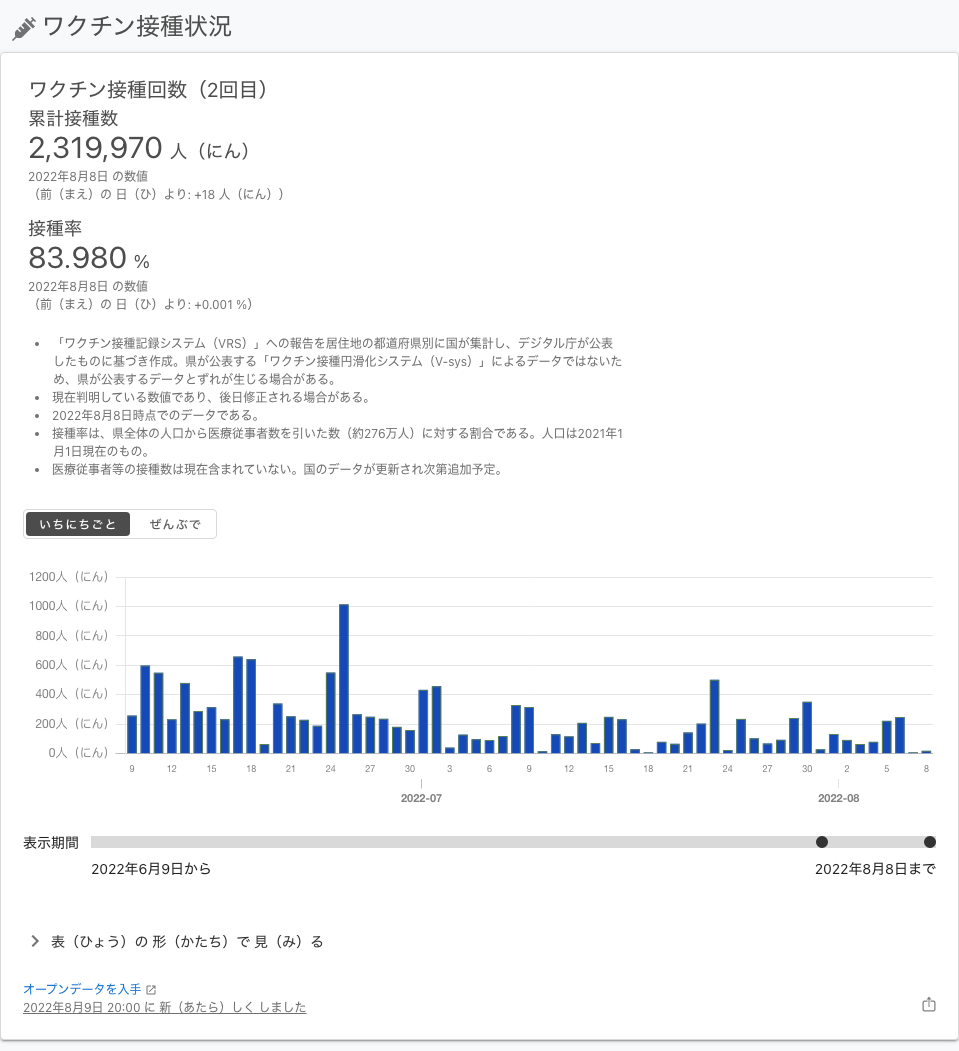 ワクチン接種状況
ワクチン接種回数（2回目）
累計接種数
2,319,970 人（にん）
2022年8月8日 の数値
（前（まえ）の 日（ひ）より: +18 人（にん））
接種率
83.980 %
2022年8月8日 の数値
（前（まえ）の 日（ひ）より: +0.001 %）
• 「ワクチン接種記録システム（VRS）」への報告を居住地の都道府県別に国が集計し、デジタル庁が公表
したものに基づき作成。県が公表する「ワクチン接種円滑化システム（V-sys）」によるデータではないた
め、県が公表するデータとずれが生じる場合がある。
• 現在判明している数値であり、後日修正される場合がある。
• 2022年8月8日時点でのデータである。
• 接種率は、県全体の人口から医療従事者数を引いた数（約276万人）に対する割合である。人口は2021年1
月1日現在のもの。
• 医療従事者等の接種数は現在含まれていない。国のデータが更新され次第追加予定。
いちにちごと ぜんぶで
1200人（にん）
1000人（にん）
800人（にん）
600人（にん）
400人（にん）
200人（にん）
0人（にん）
9 12 15 18 21 24 27 30 3 6 9 12 15 18 21 24 27 30 2 5 8
2022-07 2022-08
表示期間
2022年6月9日から 2022年8月8日まで
表（ひょう）の 形（かたち）で 見（み）る
オープンデータを入手
2022年8月9日 20:00 に 新（あたら）しく しました